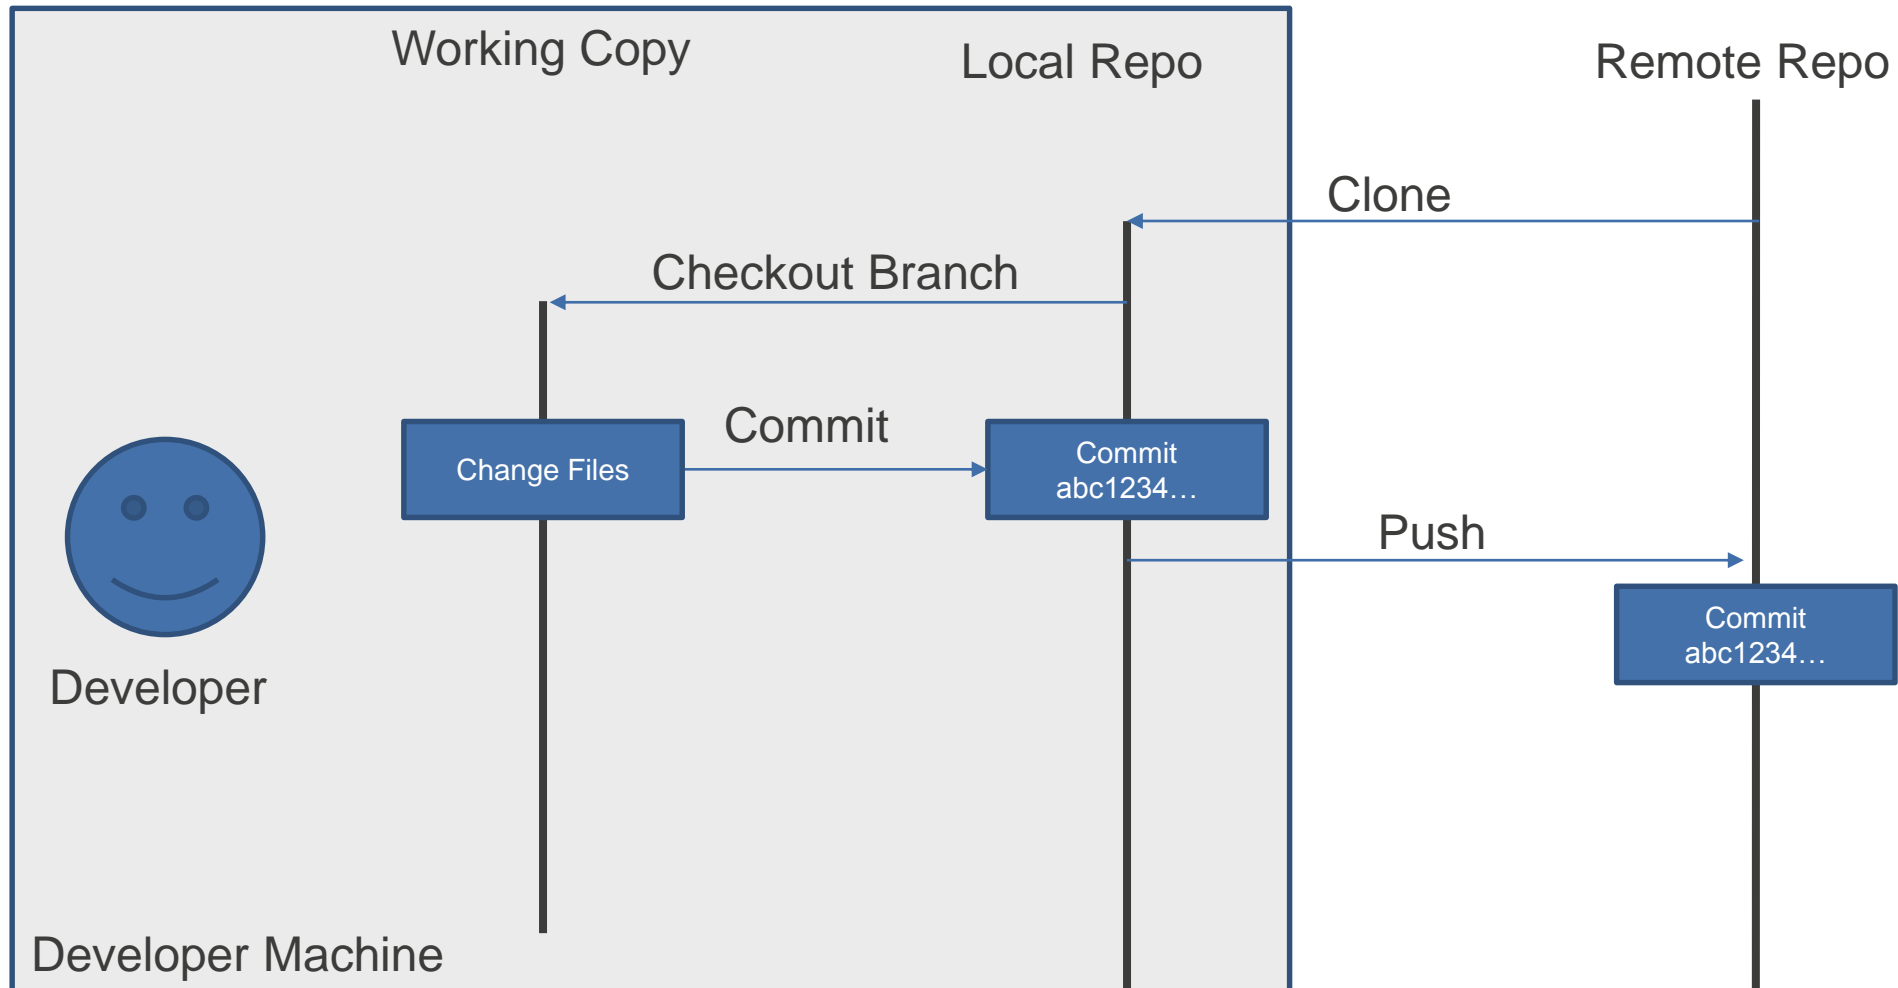 Working Copy
Local Repo
Remote Repo
Clone
Checkout Branch
Commit
Change Files
Commit
abc1234…
Push
Commit
abc1234…
Developer
Developer Machine